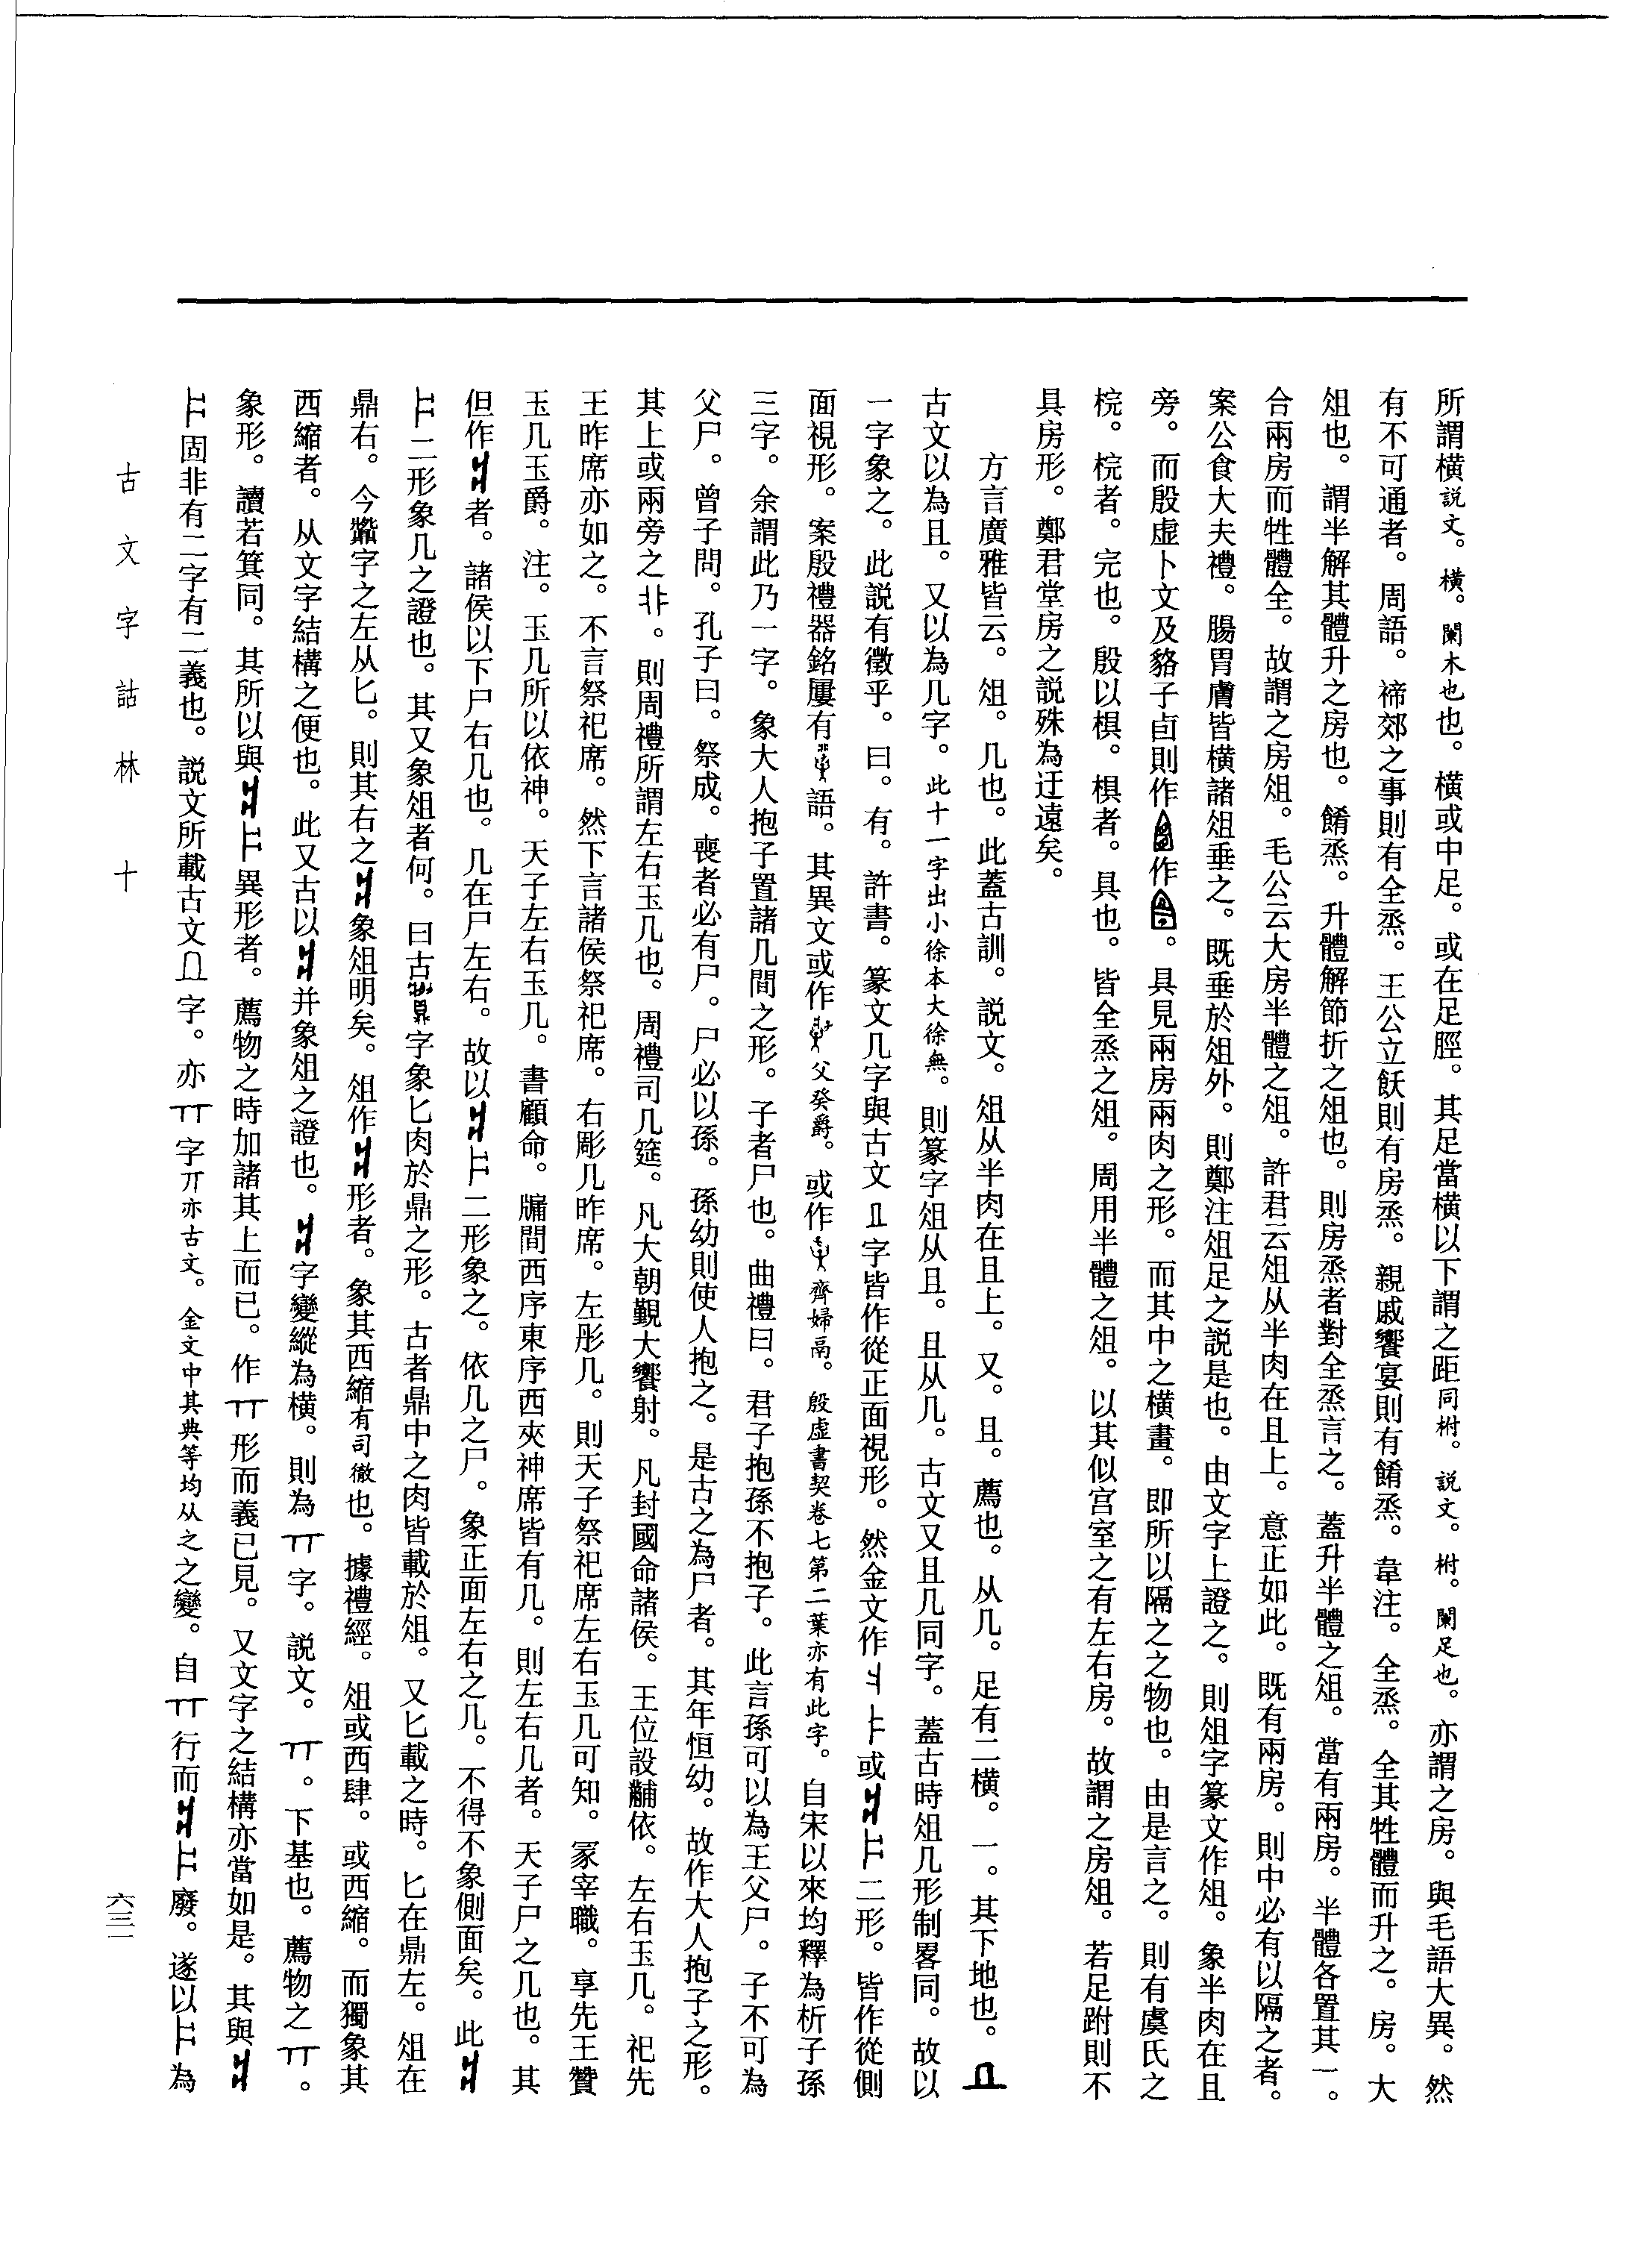 所謂橫説文。橫。闌木也也。橫或中足。或在足脛。其足當橫以下謂之距同柎。説文。柎。闌足也。亦謂之房。與毛語大異。然
有不可通者。周語。禘郊之事則有全烝。王公立飫則有房烝。親戚饗宴則有餚烝。韋注。全烝。全其牲體而升之。房。大
俎也。謂半解其體升之房也。餚烝。升體解節折之俎也。則房烝者對全烝言之。蓋升半體之俎。當有兩房。半體各置其一。
合兩房而牲體全。故謂之房俎。毛公云大房半體之俎。許君云俎从半肉在且上。意正如此。既有兩房。則中必有以隔之者。
案公食大夫禮。腸胃膚皆橫諸俎垂之。既垂於俎外。則鄭注俎足之説是也。由文字上證之。則俎字篆文作俎。象半肉在且
旁。而殷虛卜文及貉子卣則作作。具見兩房兩肉之形。而其中之橫畫。即所以隔之之物也。由是言之。則有虞氏之
梡。梡者。完也。殷以椇。椇者。具也。皆全烝之俎。周用半體之俎。以其似宫室之有左右房。故謂之房俎。若足跗則不
具房形。鄭君堂房之説殊為迂遠矣。
方言廣雅皆云。俎。几也。此蓋古訓。説文。俎从半肉在且上。又。且。薦也。从几。足有二橫。一。其下地也。
古文以為且。又以為几字。此十一字出小徐本大徐無。則篆字俎从且。且从几。古文又且几同字。蓋古時俎几形制畧同。故以
一字象之。此説有徵乎。曰。有。許書。篆文几字與古文字皆作從正面視形。然金文作或二形。皆作從側
面視形。案殷禮器銘屢有語。其異文或作父癸爵。或作齊婦鬲。殷虛書契卷七第二葉亦有此字。自宋以來均釋為析子孫
三字。余謂此乃一字。象大人抱子置諸几間之形。子者尸也。曲禮曰。君子抱孫不抱子。此言孫可以為王父尸。子不可為
父尸。曾子問。孔子曰。祭成。喪者必有尸。尸必以孫。孫幼則使人抱之。是古之為尸者。其年恒幼。故作大人抱子之形。
其上或兩旁之。則周禮所謂左右玉几也。周禮司几筵。凡大朝覲大饗射。凡封國命諸侯。王位設黼依。左右玉几。祀先
王昨席亦如之。不言祭祀席。然下言諸侯祭祀席。右彫几昨席。左彤几。則天子祭祀席左右玉几可知。冢宰職。享先王贊
玉几玉爵。注。玉几所以依神。天子左右玉几。書顧命。牖間西序東序西夾神席皆有几。則左右几者。天子尸之几也。其
但作者。諸侯以下尸右几也。几在尸左右。故以二形象之。依几之尸。象正面左右之几。不得不象側面矣。此
二形象几之證也。其又象俎者何。曰古字象匕肉於鼎之形。古者鼎中之肉皆載於俎。又匕載之時。匕在鼎左。俎在
鼎右。今字之左从匕。則其右之象俎明矣。俎作形者。象其西縮有司徹也。據禮經。俎或西肆。或西縮。而獨象其
西縮者。从文字結構之便也。此又古以并象俎之證也。字變縱為橫。則為字。説文。。下基也。薦物之。
象形。讀若箕同。其所以與異形者。薦物之時加諸其上而已。作形而義已見。又文字之結構亦當如是。其與
固非有二字有二義也。説文所載古文字。亦字丌亦古文。金文中其典等均从之之變。自行而廢。遂以為
古文字詁林 十
六三一